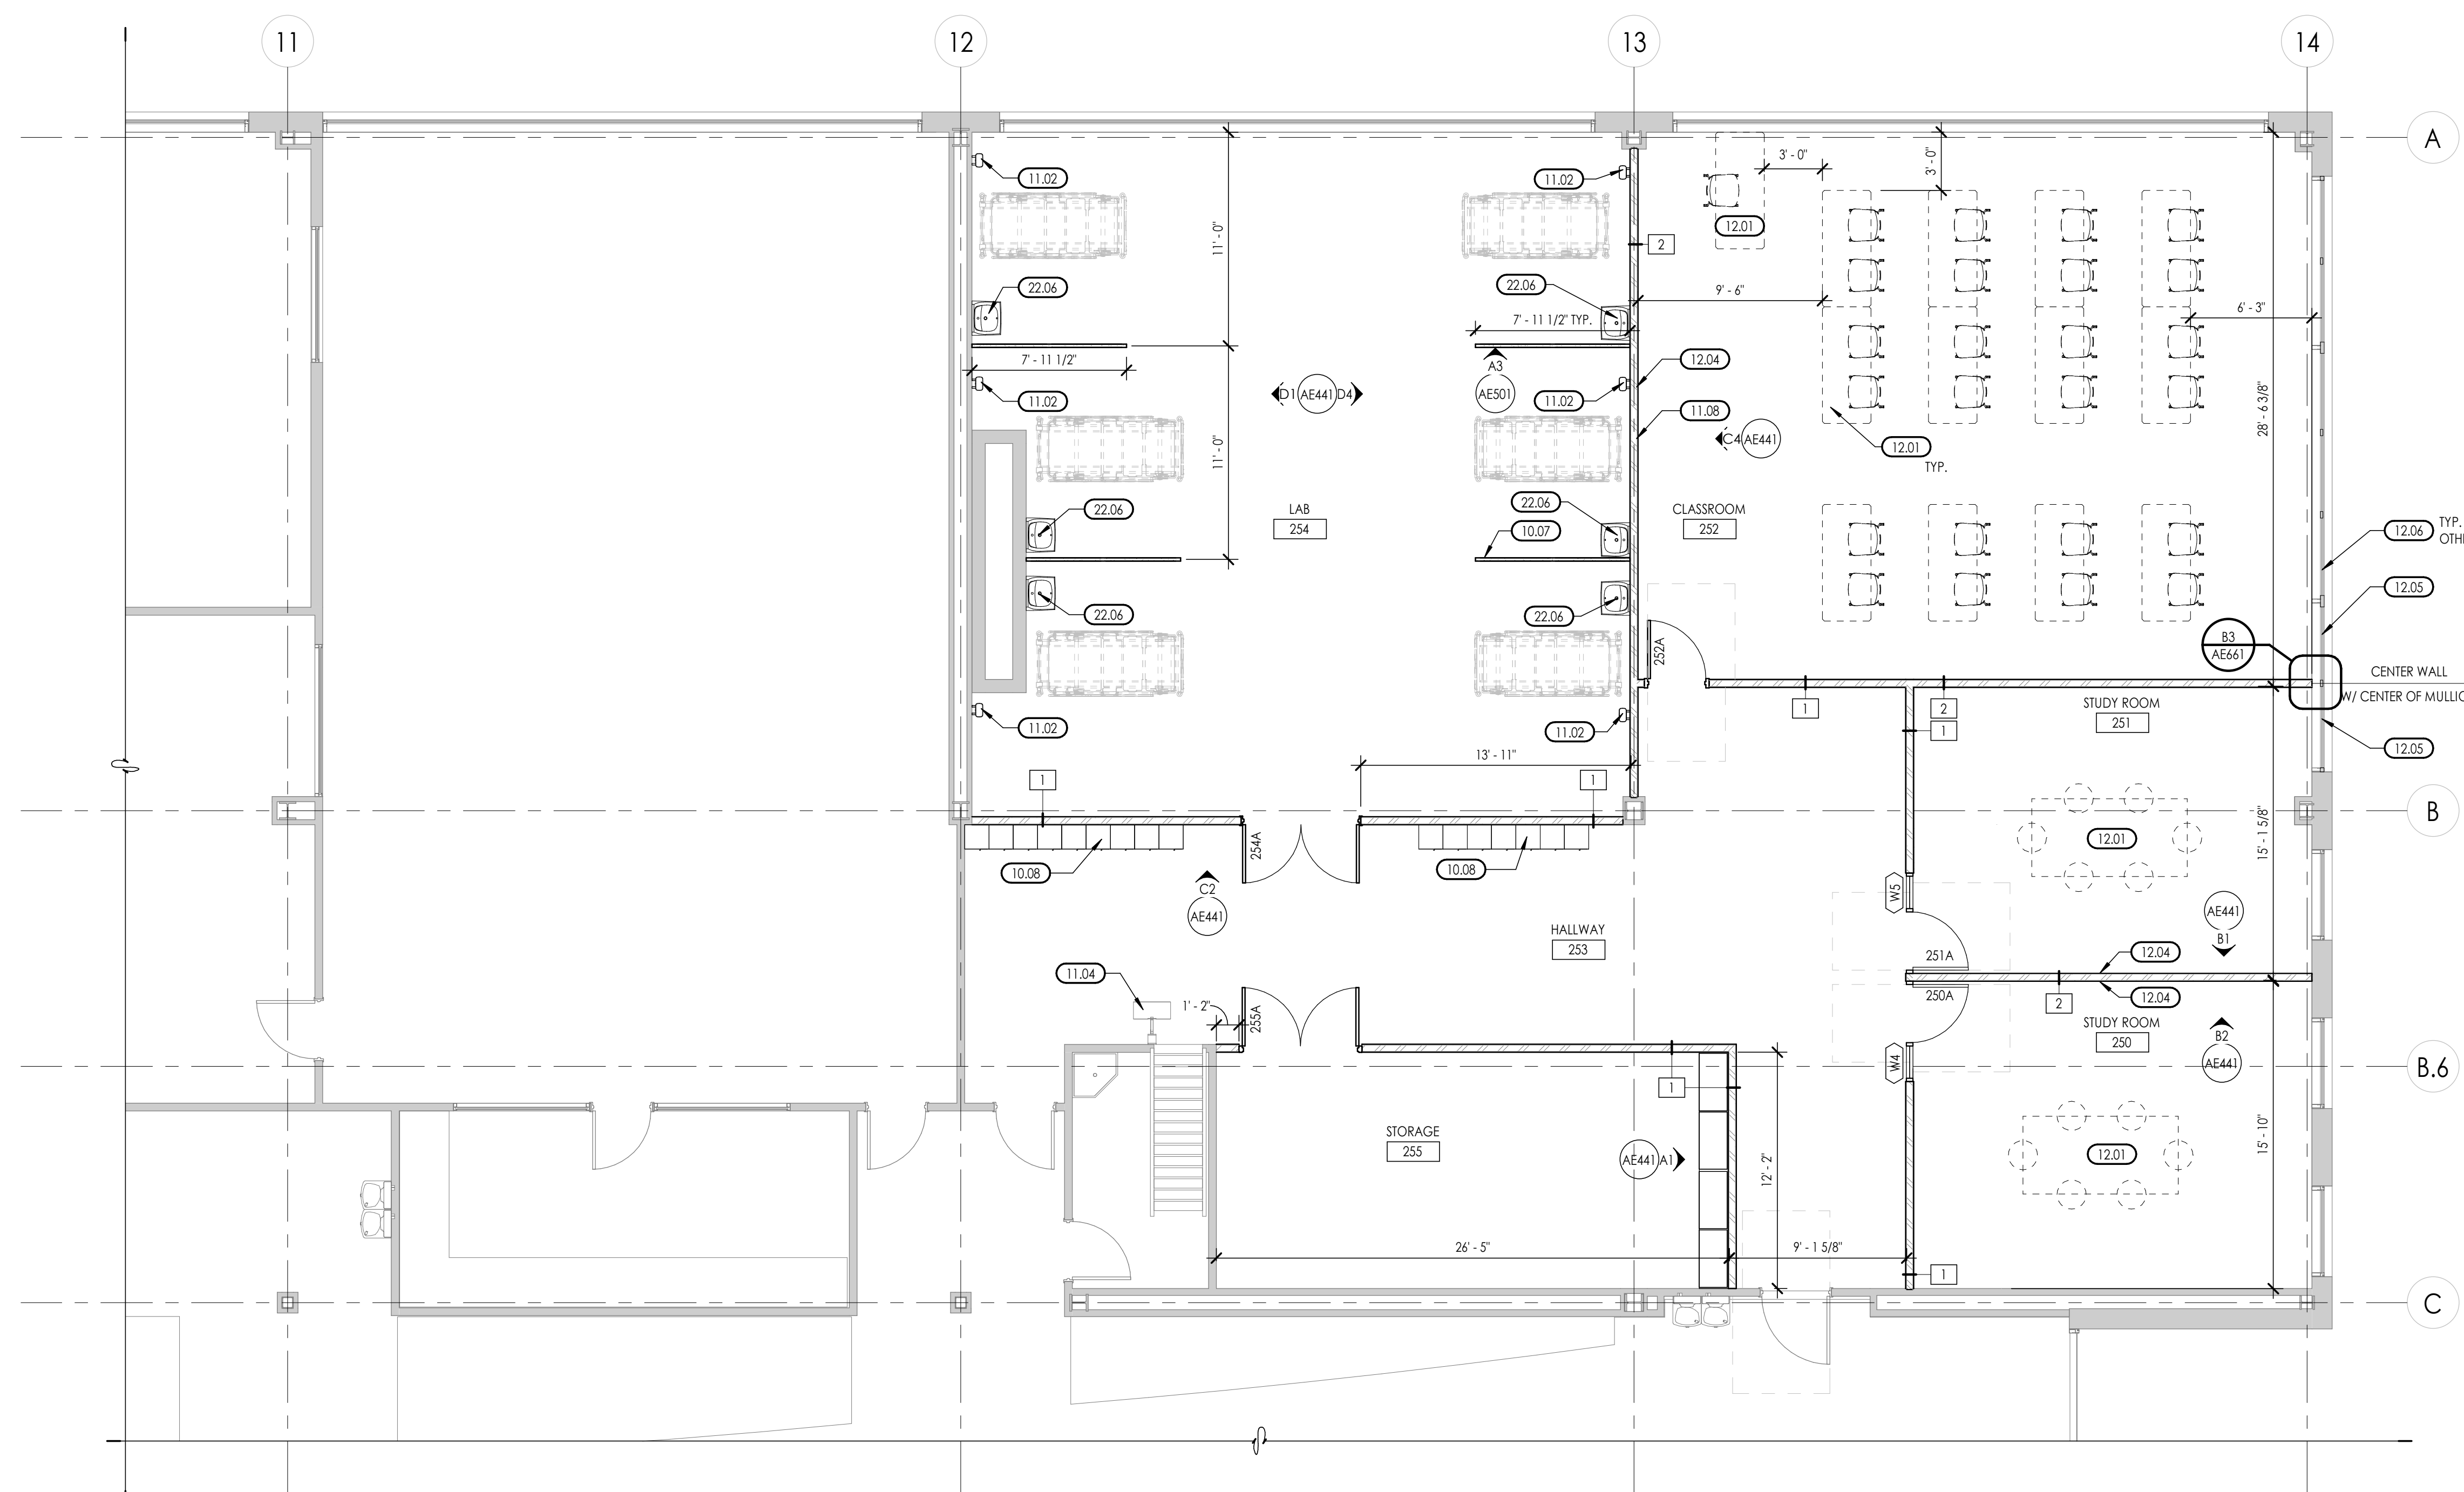 11
12
13
14
A
11.02
11.02
3' - 0"
3' - 0"
12.01
11' - 0"
2
22.06
22.06
9' - 6"
6' - 3"
7' - 11 1/2" TYP.
7' - 11 1/2"
12.04
A3
AE501
D1
AE441
D4
11.02
11.02
11.08
28' - 6 3/8"
C4
AE441
12.01
TYP.
11' - 0"
22.06
22.06
LAB
254
CLASSROOM
252
10.07
12.06
TYP.
12.05
22.06
22.06
252A
B3
AE661
CENTER WALL
1
2
STUDY ROOM
251
11.02
11.02
1
12.05
13' - 11"
1
1
B
254A
15' - 1 5/8"
12.01
10.08
10.08
C2
AE441
W5
AE441
B1
HALLWAY
253
251A
12.04
11.04
250A
12.04
2
1' - 2"
255A
STUDY ROOM
250
B2
AE441
W4
B.6
1
STORAGE
255
AE441
A1
12' - 2"
12.01
15' - 10"
26' - 5"
9' - 1 5/8"
1
C